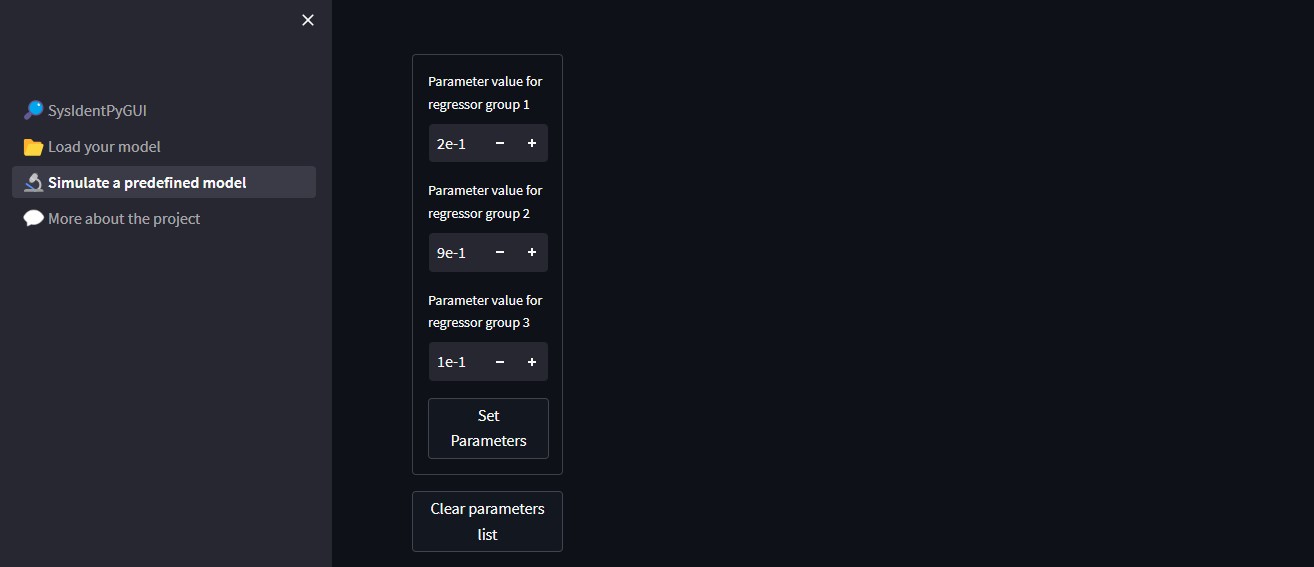 SysIdentPyGUI
Load your model
Simulate a predefined model
More about the project
Parameter value for
regressor group 1
2e-1
Parameter value for
regressor group 2
9e-1
Parameter value for
regressor group 3
1e-1
Set
Parameters
Clear parameters
list